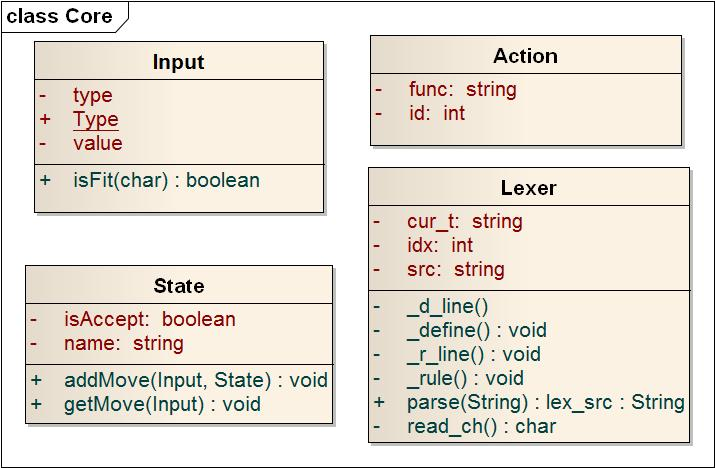 class Core
Input
- type
+ Type
- value
+ isFit(char) : boolean
Action
- func: string
- id: int
Lexer
- cur_t: string
- idx: int
- src: string
- _d_line()
- _define() : void
- _r_line() : void
- _rule() : void
+ parse(String) : lex_src : String
- read_ch() : char
State
- isAccept: boolean
- name: string
+ addMove(Input, State) : void
+ getMove(Input) : void